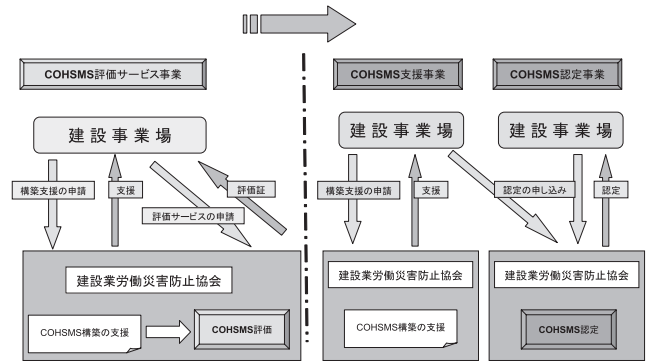 COHSMS評価サービス事業
建設事業場
構築支援の申請
支援
評価証
評価サービスの申請
建設業労働災害防止協会
COHSMS構築の支援
COHSMS評価
COHSMS支援事業
COHSMS認定事業
建設事業場
建設事業場
構築支援の申請
支援
認定の申し込み
認定
建設業労働災害防止協会
建設業労働災害防止協会
COHSMS構築の支援
COHSMS認定